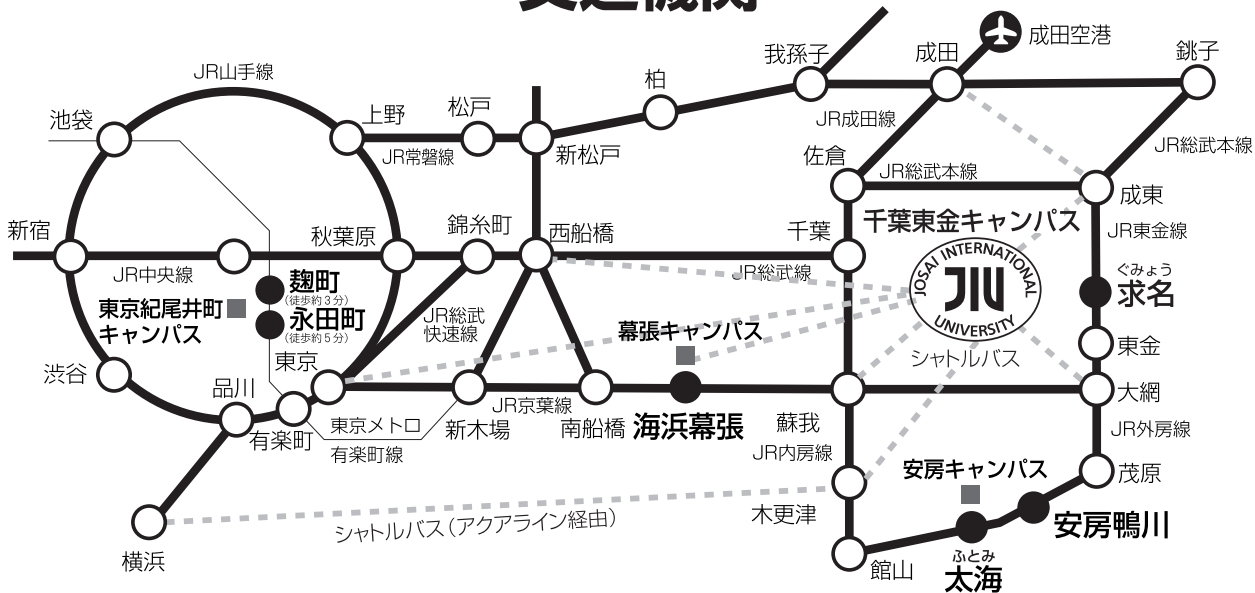 成田空港
我孫子
成田
銚子
JR山手線
柏
池袋
上野
松戸
JR成田線
JR常磐線
新松戸
佐倉
JR総武本線
JR総武本線
成東
千葉東金キャンパス
新宿
秋葉原
錦糸町
西船橋
千葉
JR東金線
JR中央線
JR総武線
JOSAI INTERNATIONAL
JIU
UNIVERSITY
ぐみょう
求名
麹町
(徒歩約3分)
東京紀尾井町
キャンパス
永田町
(徒歩約5分)
JR総武
快速線
幕張キャンパス
東金
シャトルバス
東京
渋谷
品川
大網
有楽町
東京メトロ
有楽町線
JR京葉線
新木場
南船橋
海浜幕張
蘇我
JR外房線
JR内房線
安房キャンパス
茂原
木更津
シャトルバス(アクアライン経由)
安房鴨川
横浜
館山
ふとみ
太海